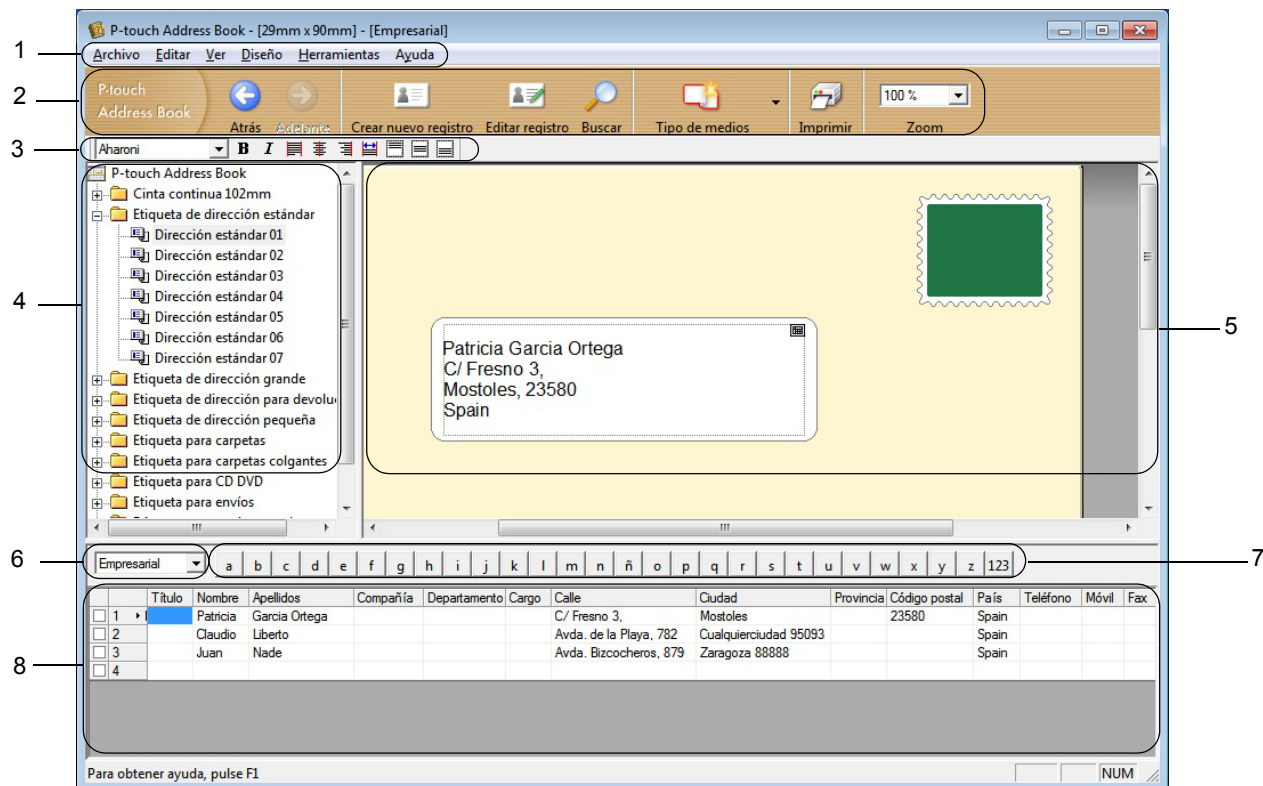 P-touch Address Book - [29mm x 90mm] - [Empresarial]
1
Archivo Editar Ver Diseño Herramientas Ayuda
2
P-touch
Address Book
Atrás Adelante Crear nuevo registro Editar registro Buscar Tipo de medios Imprimir Zoom
100 %
3
Aharoni B I
4
P-touch Address Book
Cinta continua 102mm
Etiqueta de dirección estándar
Dirección estándar 01
Dirección estándar 02
Dirección estándar 03
Dirección estándar 04
Dirección estándar 05
Dirección estándar 06
Dirección estándar 07
Etiqueta de dirección grande
Etiqueta de dirección para devolu
Etiqueta de dirección pequeña
Etiqueta para carpetas
Etiqueta para carpetas colgantes
Etiqueta para CD DVD
Etiqueta para envíos
Patricia Garcia Ortega
C/ Fresno 3,
Mostoles, 23580
Spain
5
6
Empresarial
a b c d e f g h i j k l m n ñ o p q r s t u v w x y z 123
7
8
Título Nombre Apellidos Compañía Departamento Cargo Calle Ciudad Provincia Código postal País Teléfono Móvil Fax
1 Patricia Garcia Ortega C/ Fresno 3, Mostoles 23580 Spain
2 Claudio Liberto Avda. de la Playa, 782 Cualquierciudad 95093 Spain
3 Juan Nade Avda. Bizcocheros, 879 Zaragoza 88888 Spain
4
Para obtener ayuda, pulse F1
NUM